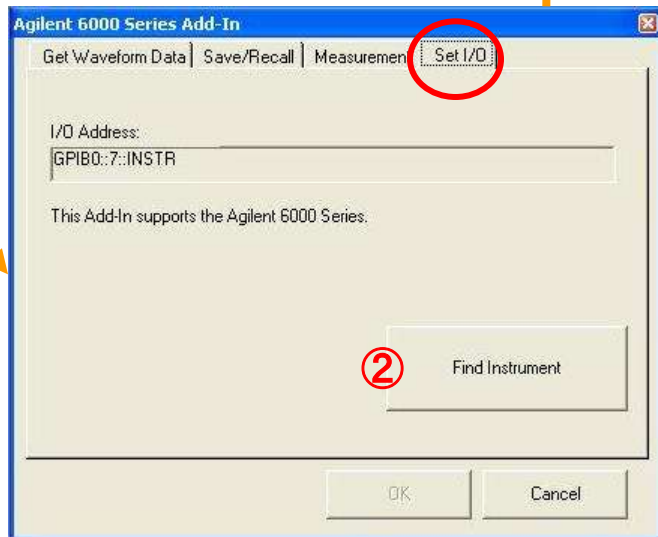 Agilent 6000 Series Add-In
Get Waveform Data Save/Recall Measuremen Set I/O
I/O Address:
GPIB0::7::INSTR
This Add-In supports the Agilent 6000 Series.
② Find Instrument
OK Cancel